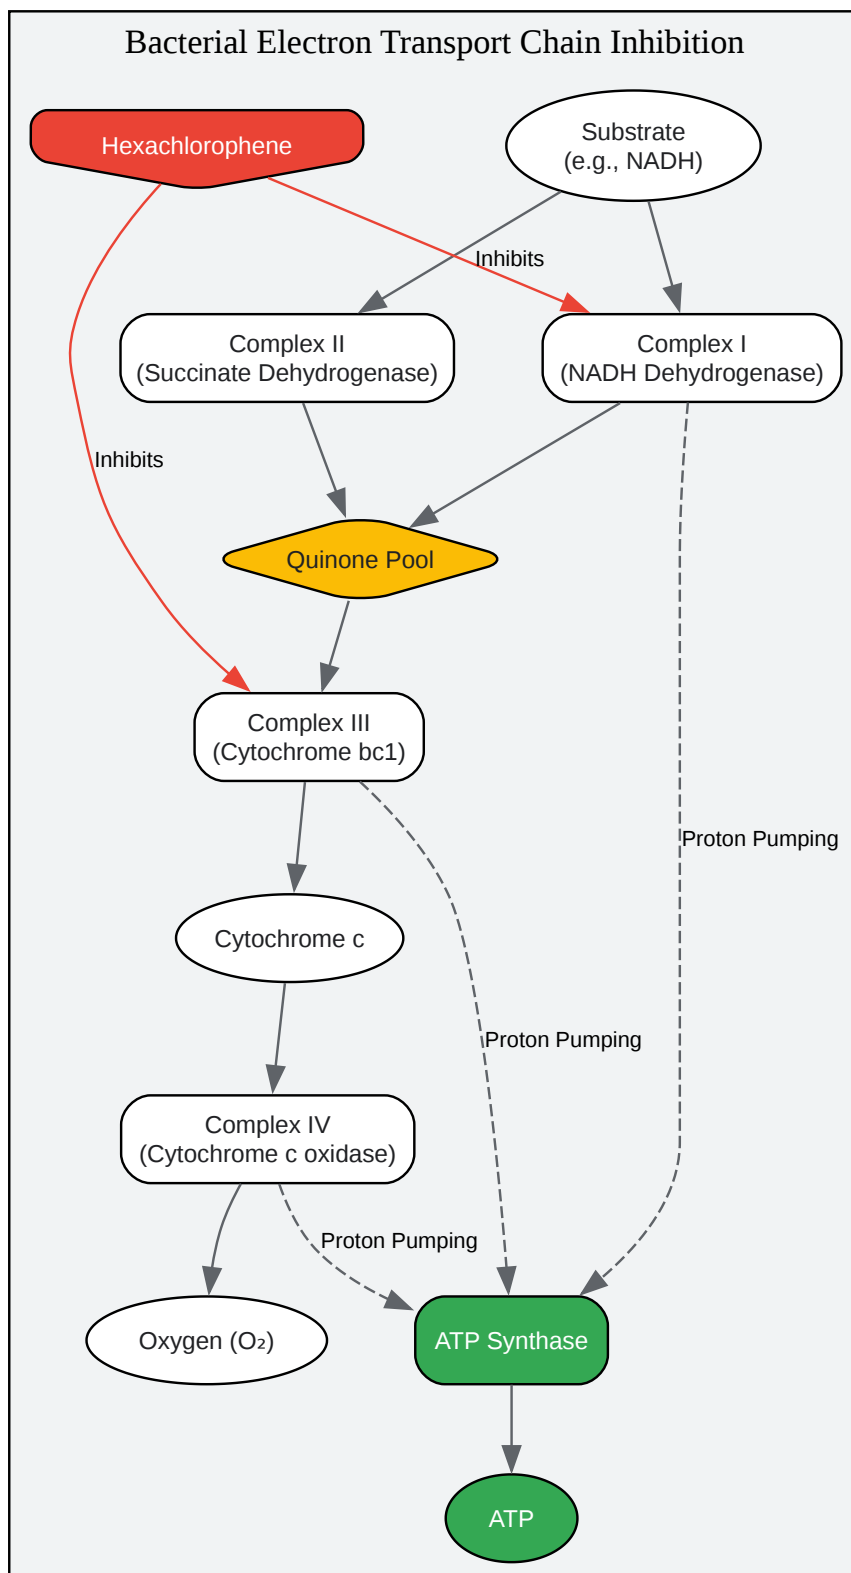 Bacterial Electron Transport Chain Inhibition
Hexachlorophene
Substrate
(e.g., NADH)
Inhibits
Complex II
(Succinate Dehydrogenase)
Complex I
(NADH Dehydrogenase)
Inhibits
Quinone Pool
Complex III
(Cytochrome bc1)
Proton Pumping
Cytochrome c
Proton Pumping
Complex IV
(Cytochrome c oxidase)
Proton Pumping
Oxygen (O₂)
ATP Synthase
ATP